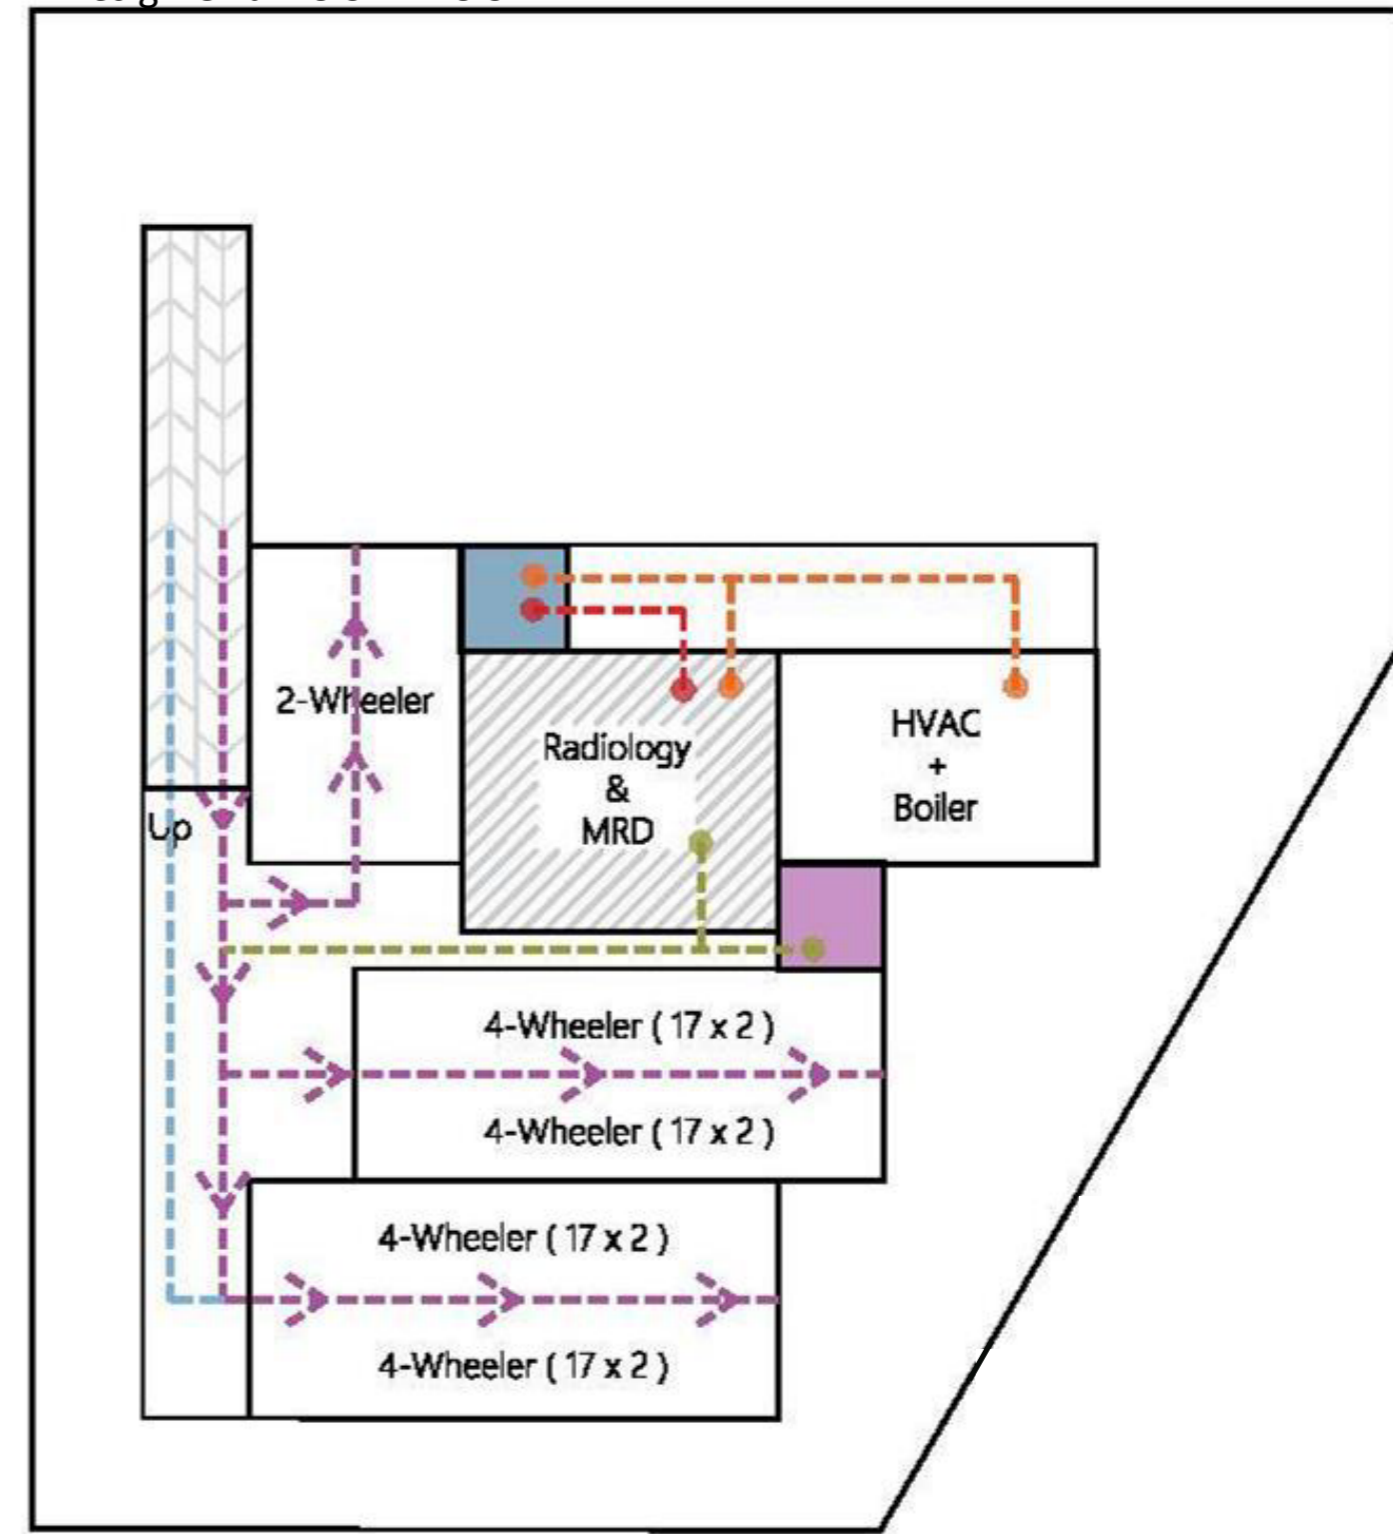 2-Wheeler
Radiology
&
MRD
HVAC
+
Boiler
Up
4-Wheeler ( 17 x 2 )
4-Wheeler ( 17 x 2 )
4-Wheeler ( 17 x 2 )
4-Wheeler ( 17 x 2 )